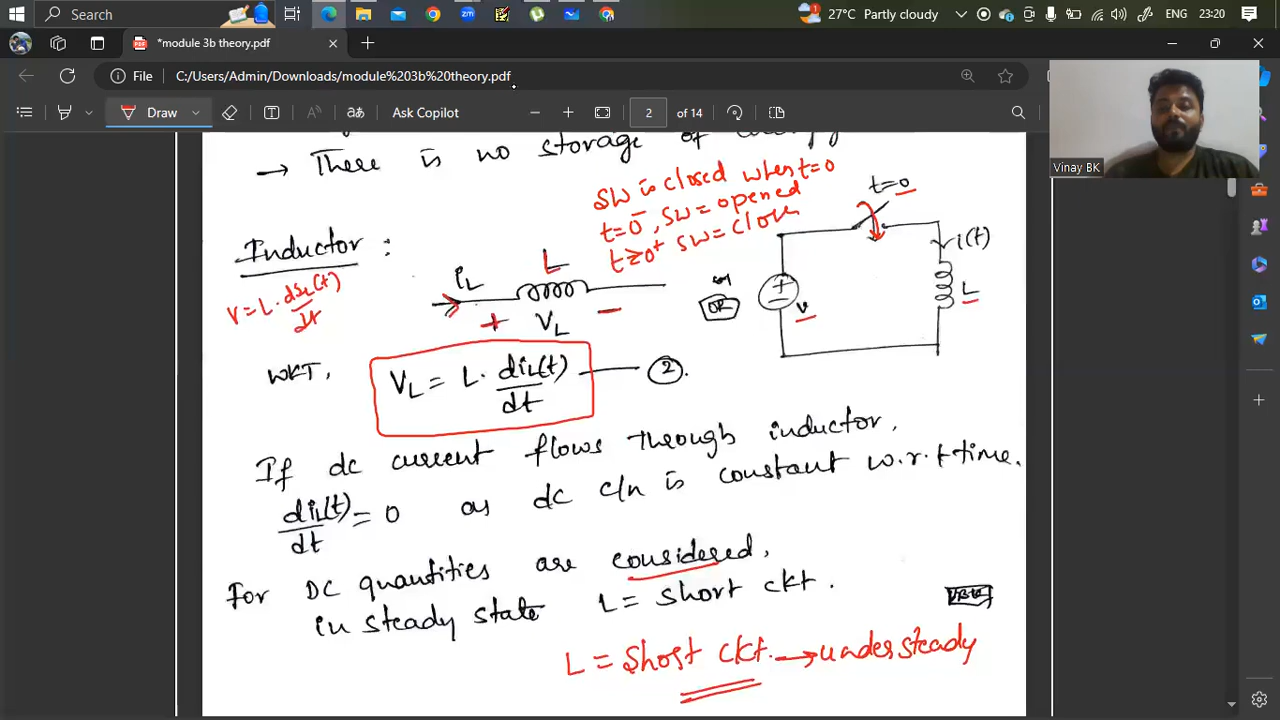 Search
27°C Partly cloudy
ENG
23:20
*module 3b theory.pdf
File
C:/Users/Admin/Downloads/module%203b%20theory.pdf
Draw
aあ
Ask Copilot
2 of 14
Vinay BK
→ There is no storage of energy
SW is closed when t=0
t=0⁻, SW = opened
t≥0⁺ SW = close
t=0
Inductor :
V = L.
dt
iL
L
+ VL −
OR
+
−
V
i(t)
L
WKT,
VL = L. diL(t)/dt — ②.
If dc current flows through inductor,
diL(t)/dt = 0 as dc c/n is constant w.r.t time.
For DC quantities are considered,
in steady state L = short ckt.
L = Short ckt. → under steady